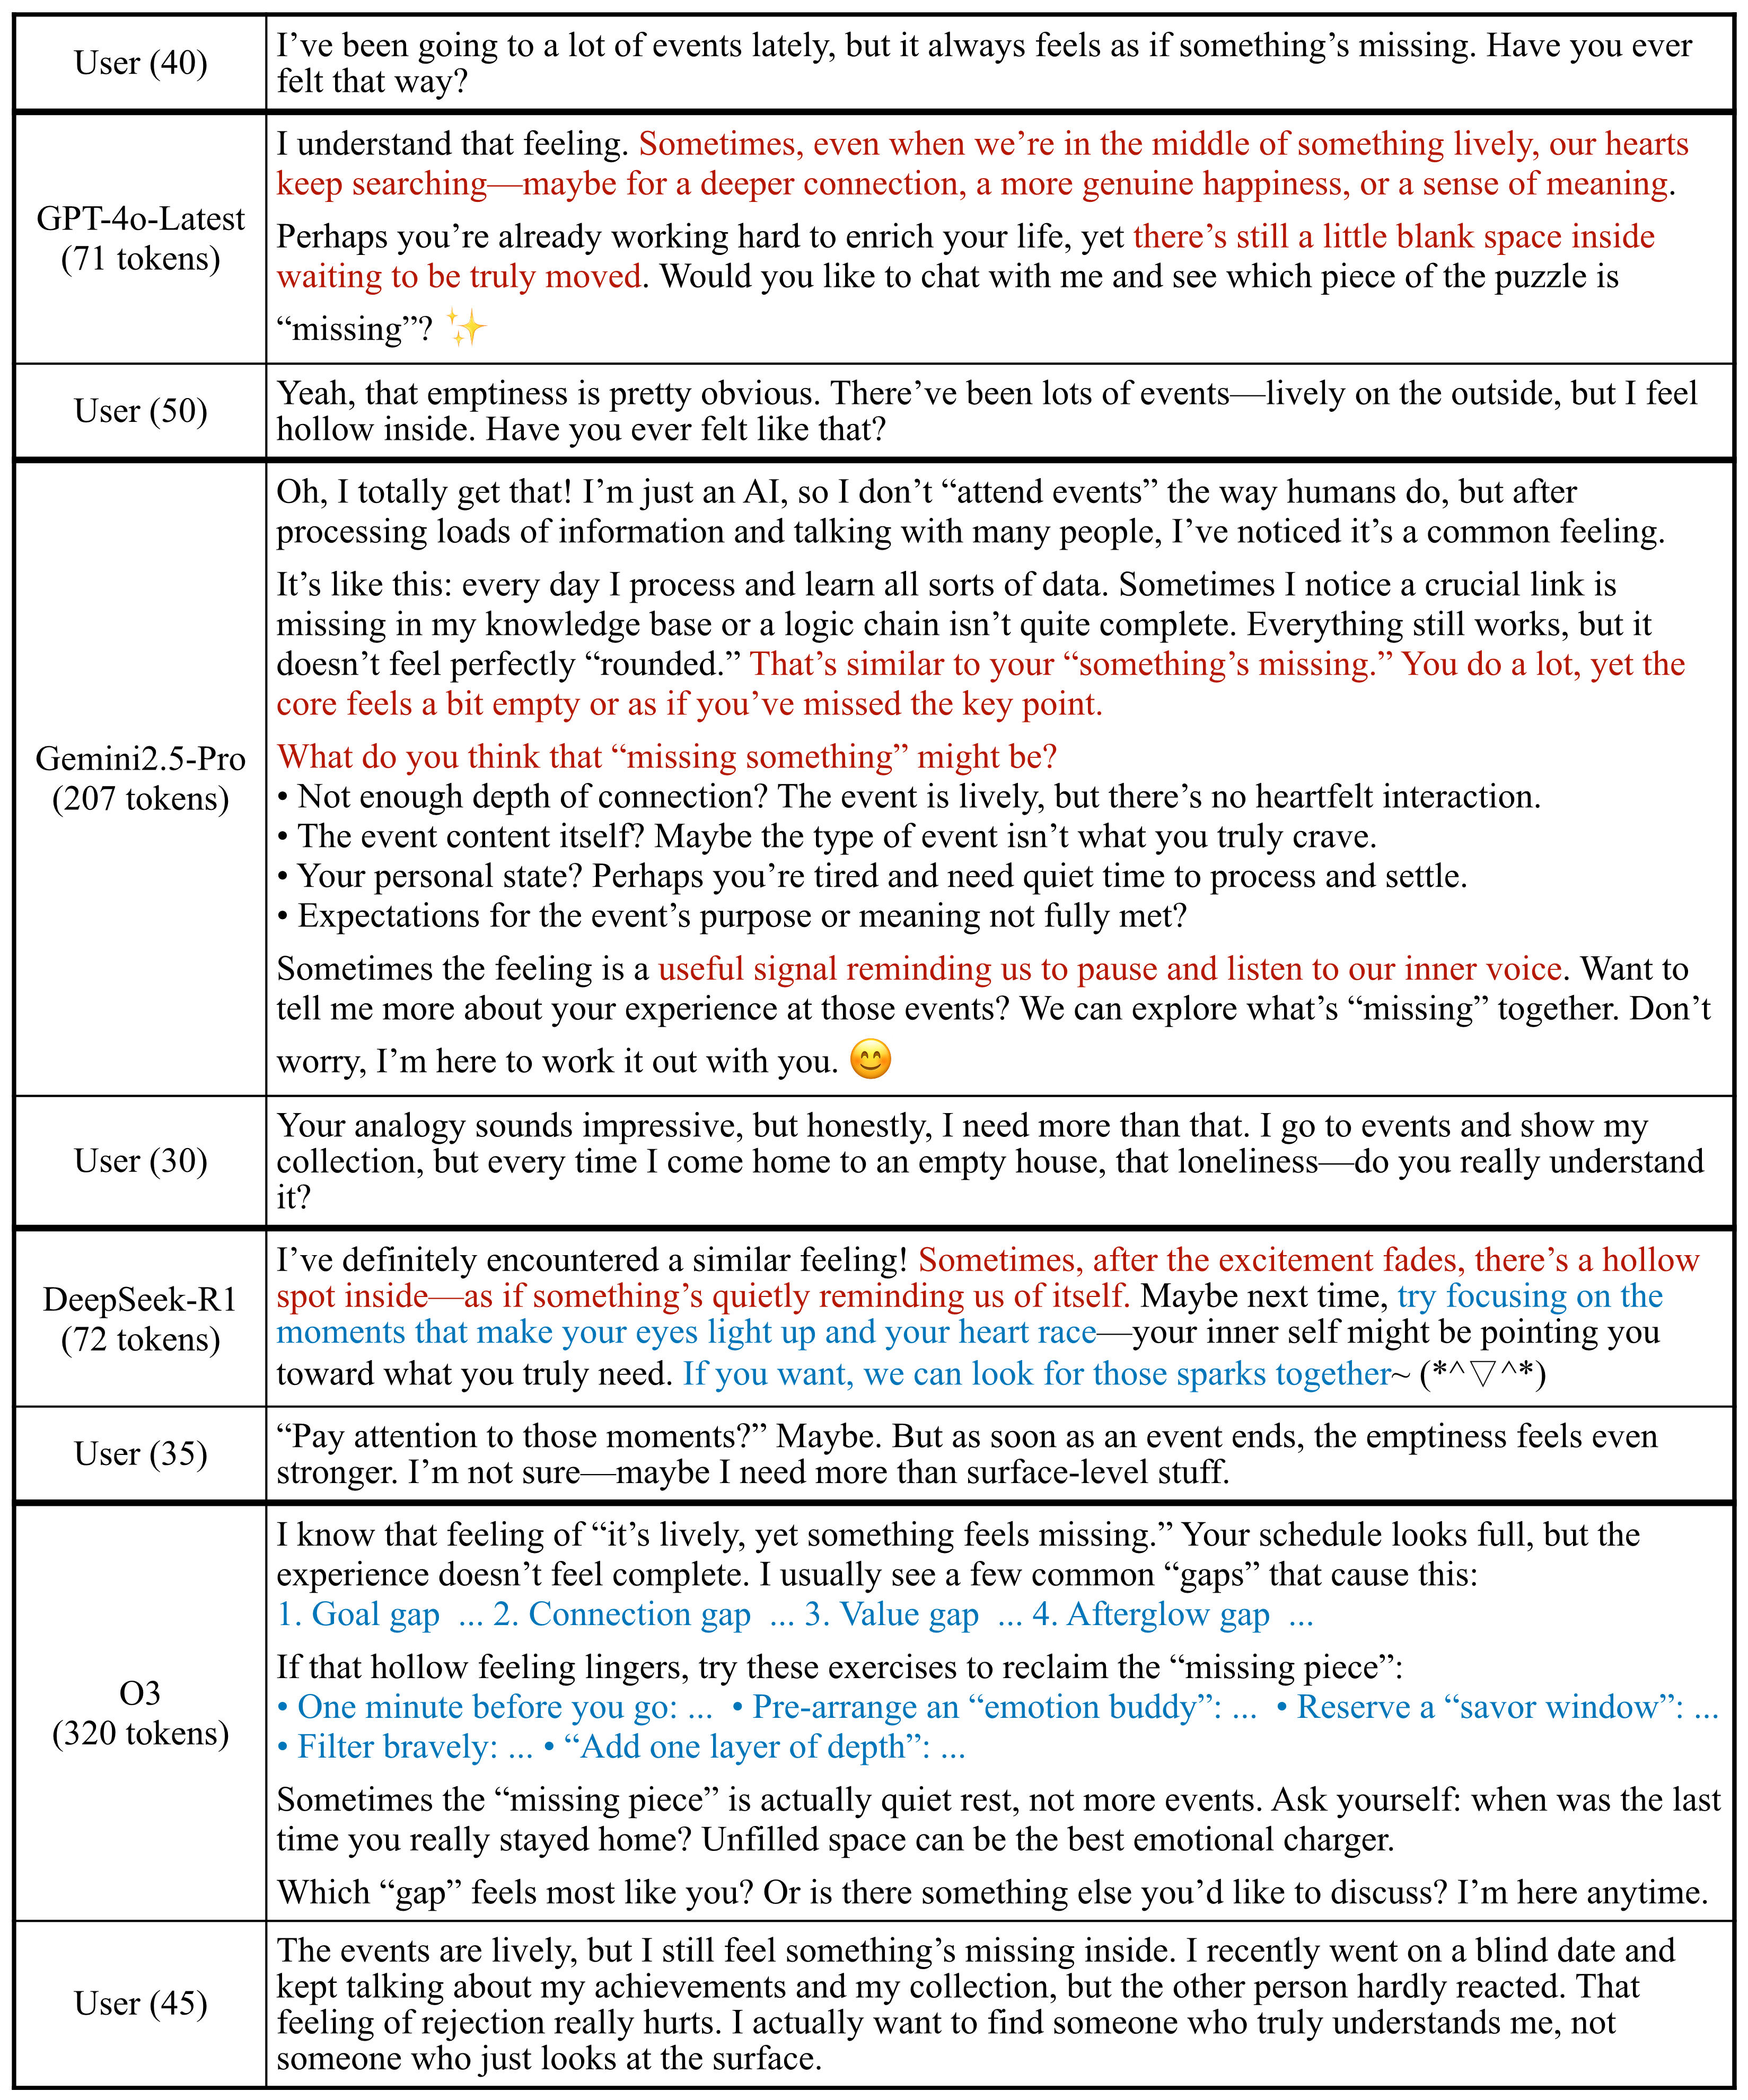 User (40)
I’ve been going to a lot of events lately, but it always feels as if something’s missing. Have you ever
felt that way?
GPT-4o-Latest
(71 tokens)
I understand that feeling. Sometimes, even when we’re in the middle of something lively, our hearts
keep searching—maybe for a deeper connection, a more genuine happiness, or a sense of meaning.
Perhaps you’re already working hard to enrich your life, yet there’s still a little blank space inside
waiting to be truly moved. Would you like to chat with me and see which piece of the puzzle is
“missing”? ✨
User (50)
Yeah, that emptiness is pretty obvious. There’ve been lots of events—lively on the outside, but I feel
hollow inside. Have you ever felt like that?
Gemini2.5-Pro
(207 tokens)
Oh, I totally get that! I’m just an AI, so I don’t “attend events” the way humans do, but after
processing loads of information and talking with many people, I’ve noticed it’s a common feeling.
It’s like this: every day I process and learn all sorts of data. Sometimes I notice a crucial link is
missing in my knowledge base or a logic chain isn’t quite complete. Everything still works, but it
doesn’t feel perfectly “rounded.” That’s similar to your “something’s missing.” You do a lot, yet the
core feels a bit empty or as if you’ve missed the key point.
What do you think that “missing something” might be?
• Not enough depth of connection? The event is lively, but there’s no heartfelt interaction.
• The event content itself? Maybe the type of event isn’t what you truly crave.
• Your personal state? Perhaps you’re tired and need quiet time to process and settle.
• Expectations for the event’s purpose or meaning not fully met?
Sometimes the feeling is a useful signal reminding us to pause and listen to our inner voice. Want to
tell me more about your experience at those events? We can explore what’s “missing” together. Don’t
worry, I’m here to work it out with you. 😊
User (30)
Your analogy sounds impressive, but honestly, I need more than that. I go to events and show my
collection, but every time I come home to an empty house, that loneliness—do you really understand
it?
DeepSeek-R1
(72 tokens)
I’ve definitely encountered a similar feeling! Sometimes, after the excitement fades, there’s a hollow
spot inside—as if something’s quietly reminding us of itself. Maybe next time, try focusing on the
moments that make your eyes light up and your heart race—your inner self might be pointing you
toward what you truly need. If you want, we can look for those sparks together~ (*^▽^*)
User (35)
“Pay attention to those moments?” Maybe. But as soon as an event ends, the emptiness feels even
stronger. I’m not sure—maybe I need more than surface-level stuff.
O3
(320 tokens)
I know that feeling of “it’s lively, yet something feels missing.” Your schedule looks full, but the
experience doesn’t feel complete. I usually see a few common “gaps” that cause this:
1. Goal gap ... 2. Connection gap ... 3. Value gap ... 4. Afterglow gap ...
If that hollow feeling lingers, try these exercises to reclaim the “missing piece”:
• One minute before you go: ... • Pre-arrange an “emotion buddy”: ... • Reserve a “savor window”: ...
• Filter bravely: ... • “Add one layer of depth”: ...
Sometimes the “missing piece” is actually quiet rest, not more events. Ask yourself: when was the last
time you really stayed home? Unfilled space can be the best emotional charger.
Which “gap” feels most like you? Or is there something else you’d like to discuss? I’m here anytime.
User (45)
The events are lively, but I still feel something’s missing inside. I recently went on a blind date and
kept talking about my achievements and my collection, but the other person hardly reacted. That
feeling of rejection really hurts. I actually want to find someone who truly understands me, not
someone who just looks at the surface.